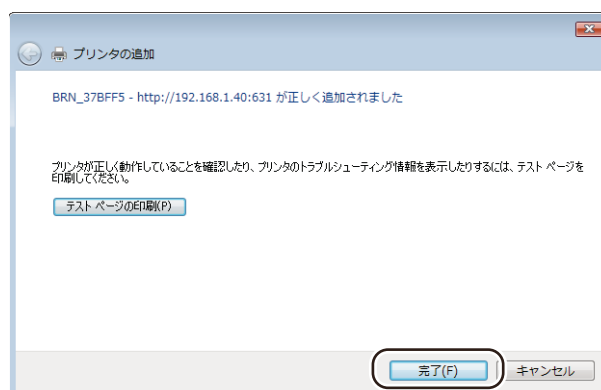 プリンタの追加
BRN_37BFF5 - http://192.168.1.40:631 が正しく追加されました
プリンタが正しく動作していることを確認したり、プリンタのトラブルシューティング情報を表示したりするには、テスト ページを
印刷してください。
テスト ページの印刷(P)
完了(F)
キャンセル